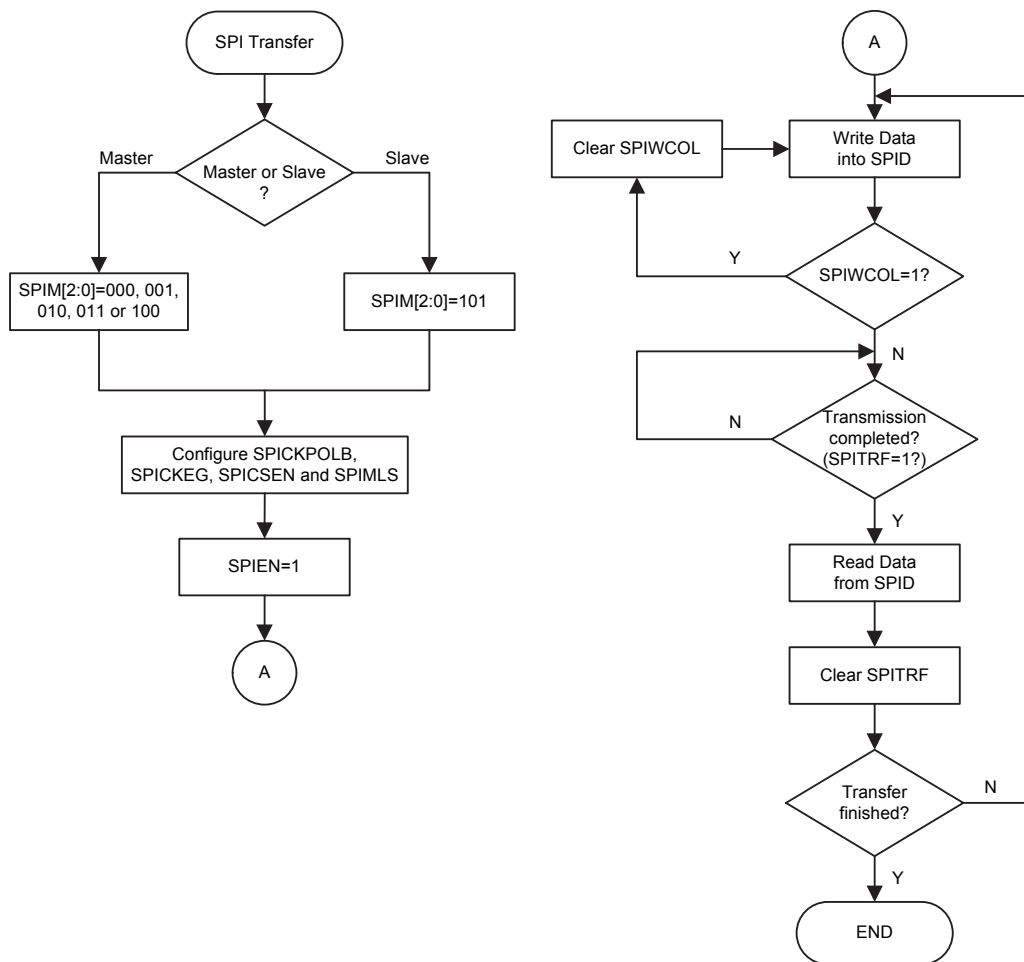 SPI Transfer
Master
Slave
Master or Slave
?
SPIM[2:0]=000, 001,
010, 011 or 100
SPIM[2:0]=101
Configure SPICKPOLB,
SPICKEG, SPICSEN and SPIMLS
SPIEN=1
A
A
Clear SPIWCOL
Write Data
into SPID
Y
SPIWCOL=1?
N
N
Transmission
completed?
(SPITRF=1?)
Y
Read Data
from SPID
Clear SPITRF
Transfer
finished?
N
Y
END